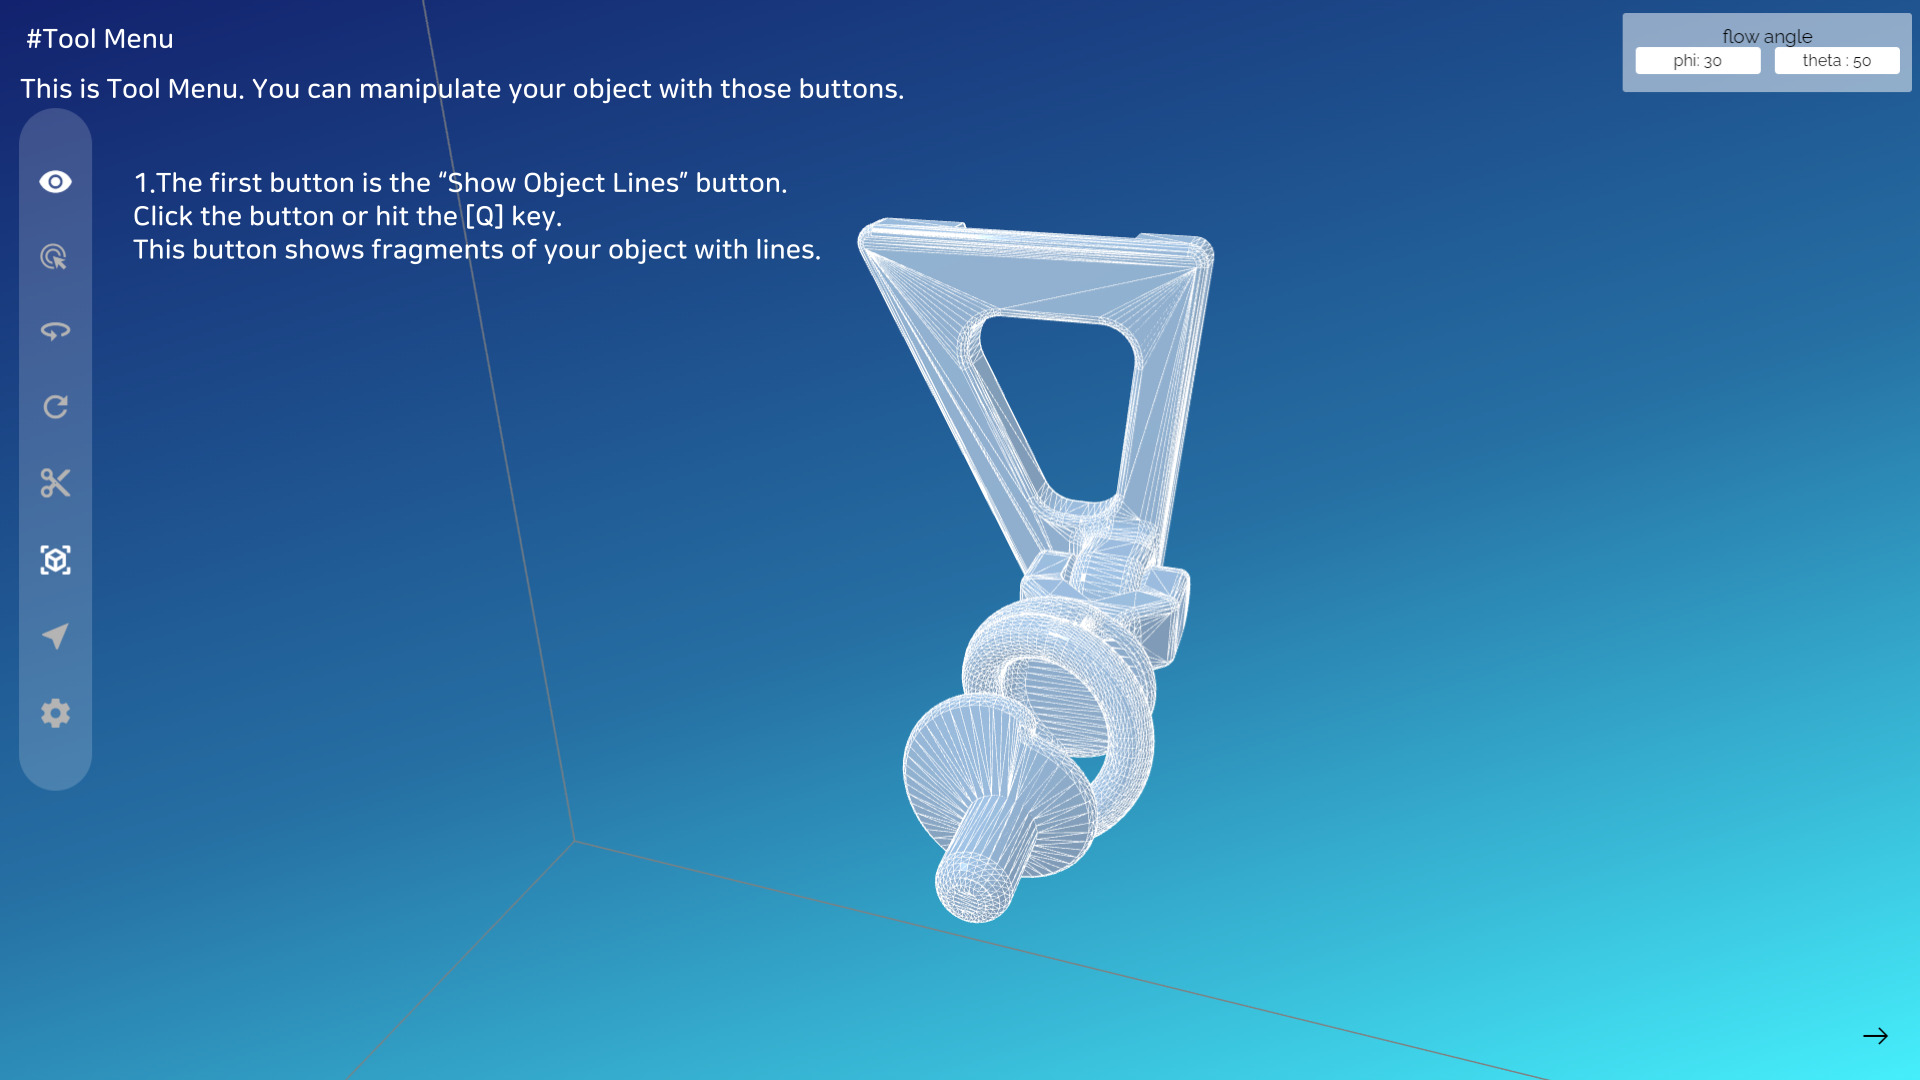 #Tool Menu
This is Tool Menu. You can manipulate your object with those buttons.
1.The first button is the “Show Object Lines” button.
Click the button or hit the [Q] key.
This button shows fragments of your object with lines.
flow angle
phi: 30
theta : 50